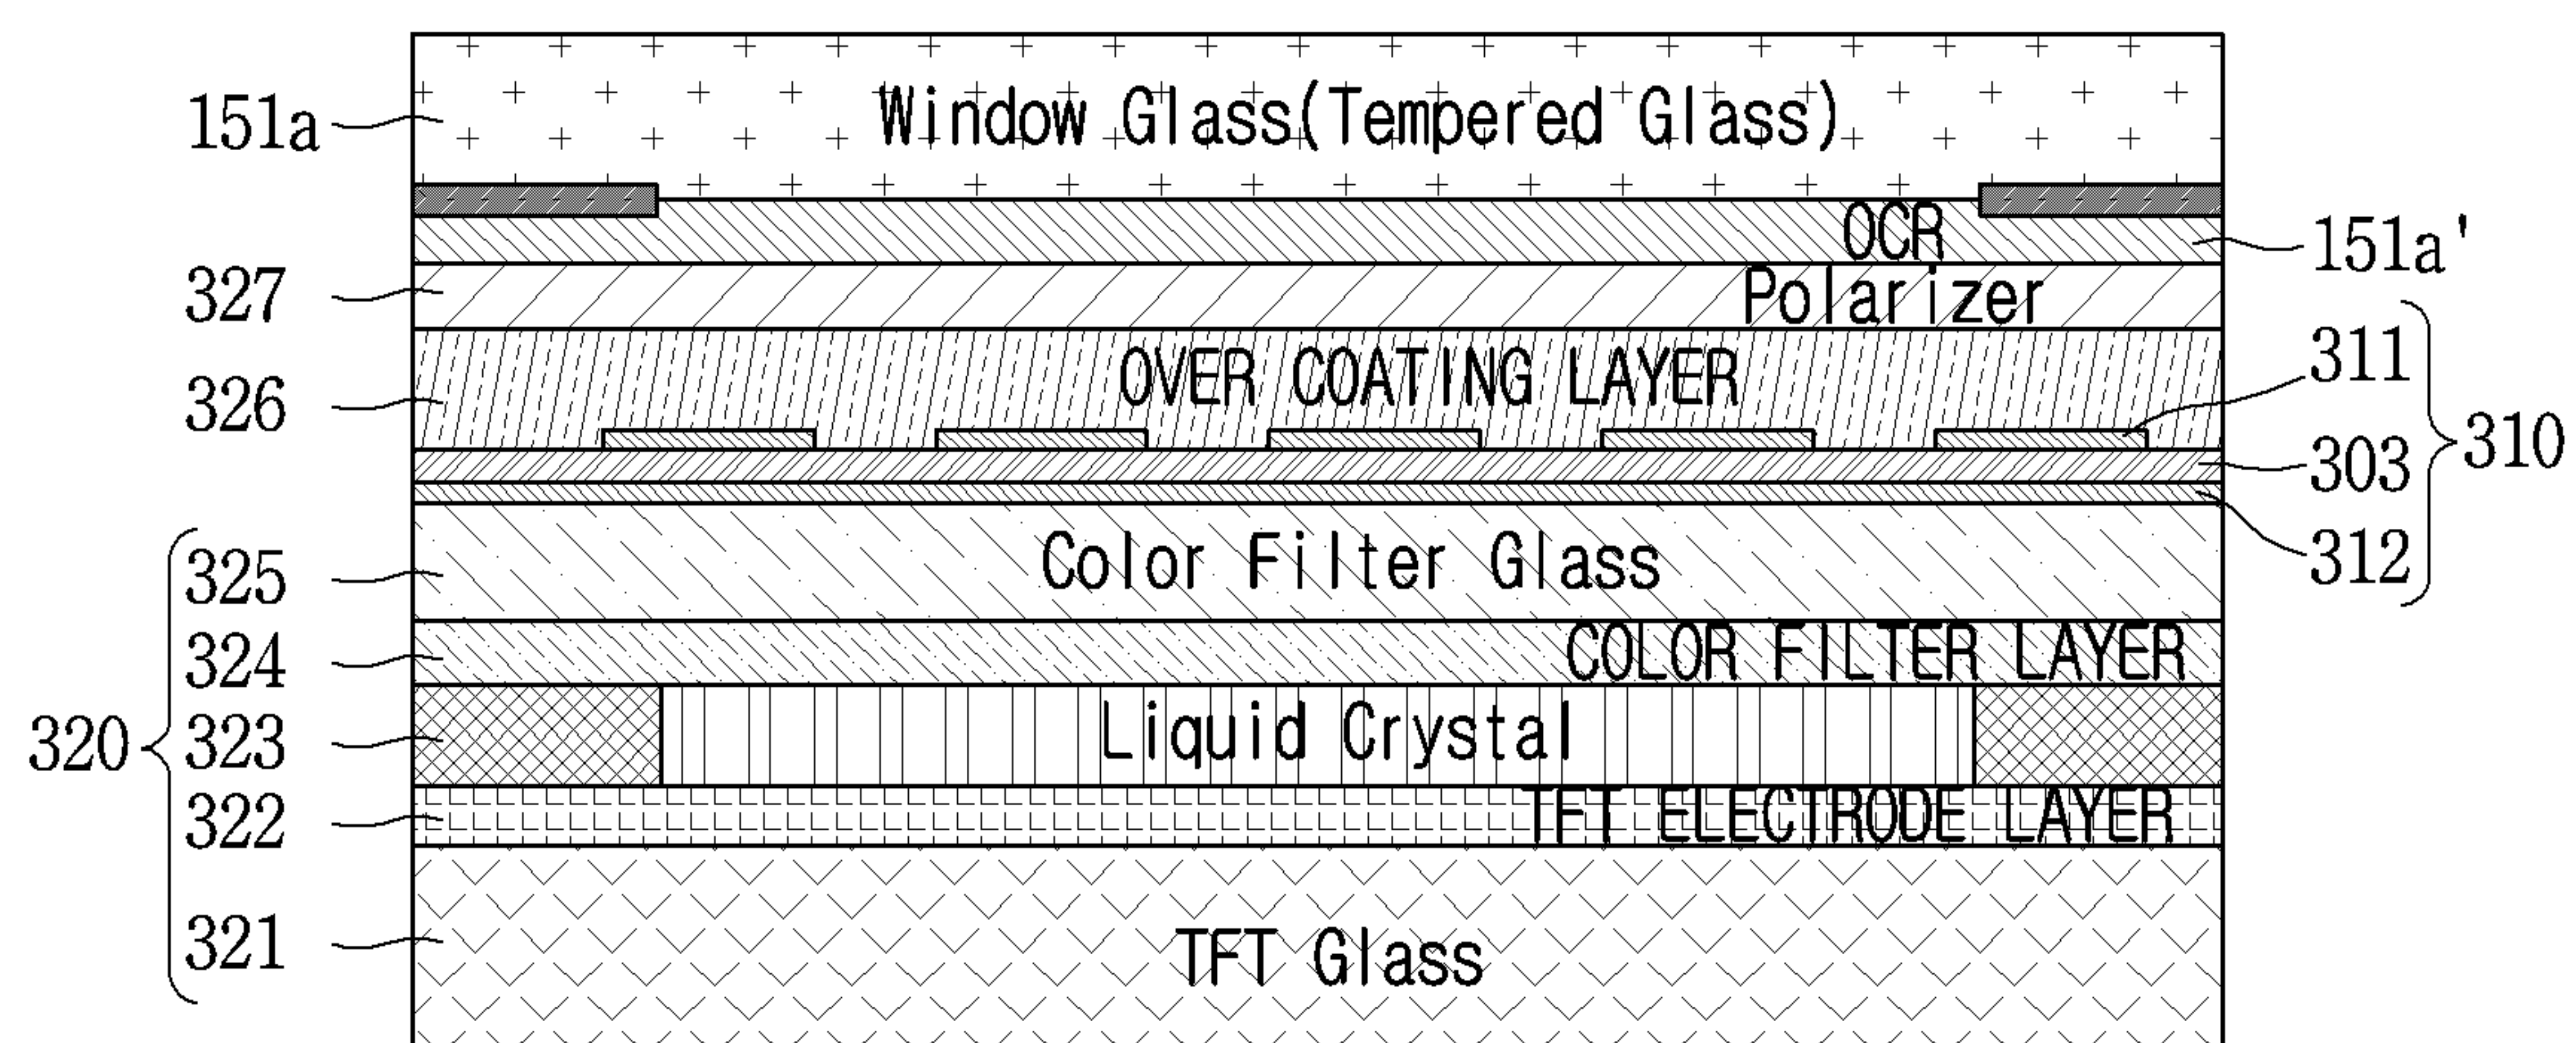 151a Window Glass(Tempered Glass)
OCR 151a'
327 Polarizer
311
326 OVER COATING LAYER
310
303
312
325 Color Filter Glass
324 COLOR FILTER LAYER
320 323 Liquid Crystal
322 TFT ELECTRODE LAYER
321 TFT Glass